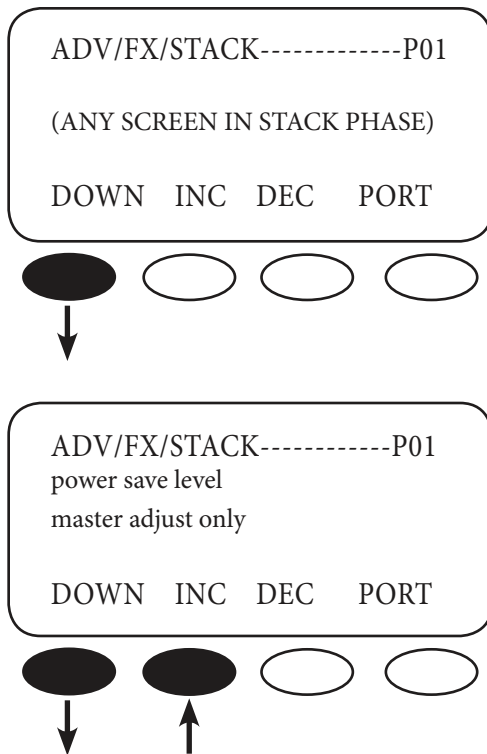 ADV/FX/STACK-------------P01
(ANY SCREEN IN STACK PHASE)
DOWN INC DEC PORT
ADV/FX/STACK------------P01
power save level
master adjust only
DOWN INC DEC PORT